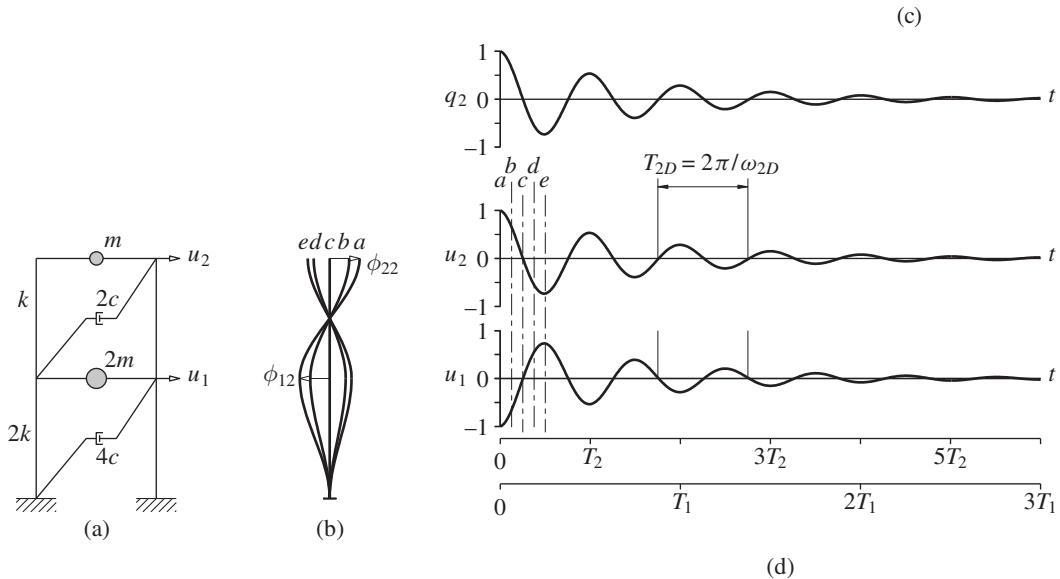 (c)
1
q₂ 0 t
−1
a b c d e
T₂D = 2π/ω₂D
1
u₂ 0 t
−1
1
u₁ 0 t
−1
0 T₂ 3T₂ 5T₂
0 T₁ 2T₁ 3T₁
(d)
m
u₂
k
2c
2m
u₁
2k
4c
(a)
e d c b a
ϕ₂₂
ϕ₁₂
(b)